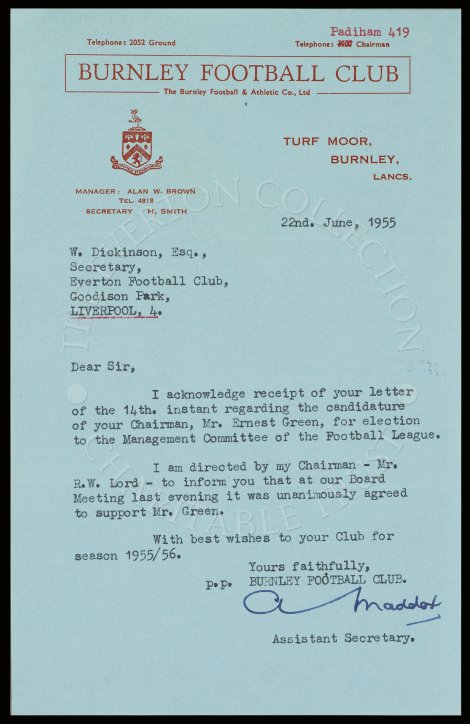 Padiham 419
Telephone: 2052 Ground
Telephone: Chairman
BURNLEY FOOTBALL CLUB
The Burnley Football & Athletic Co., Ltd
TURF MOOR,
BURNLEY,
LANCS.
MANAGER: ALAN W. BROWN
TEL. 4818
SECRETARY H, SMITH
22nd. June, 1955
W. Dickinson, Esq.,
Secretary,
Everton Football Club,
Goodison Park,
LIVERPOOL, 4.
Dear Sir,
I acknowledge receipt of your letter
of the 14th. instant regarding the candidature
of your Chairman, Mr. Ernest Green, for election
to the Management Committee of the Football League.
I am directed by my Chairman - Mr.
R.W. Lord - to inform you that at our Board
Meeting last evening it was unanimously agreed
to support Mr. Green.
With best wishes to your Club for
season 1955/56.
Yours faithfully,
p.p. BURNLEY FOOTBALL CLUB.
A Maddox
Assistant Secretary.
THE EVERTON COLLECTION
CHARITABLE TRUST